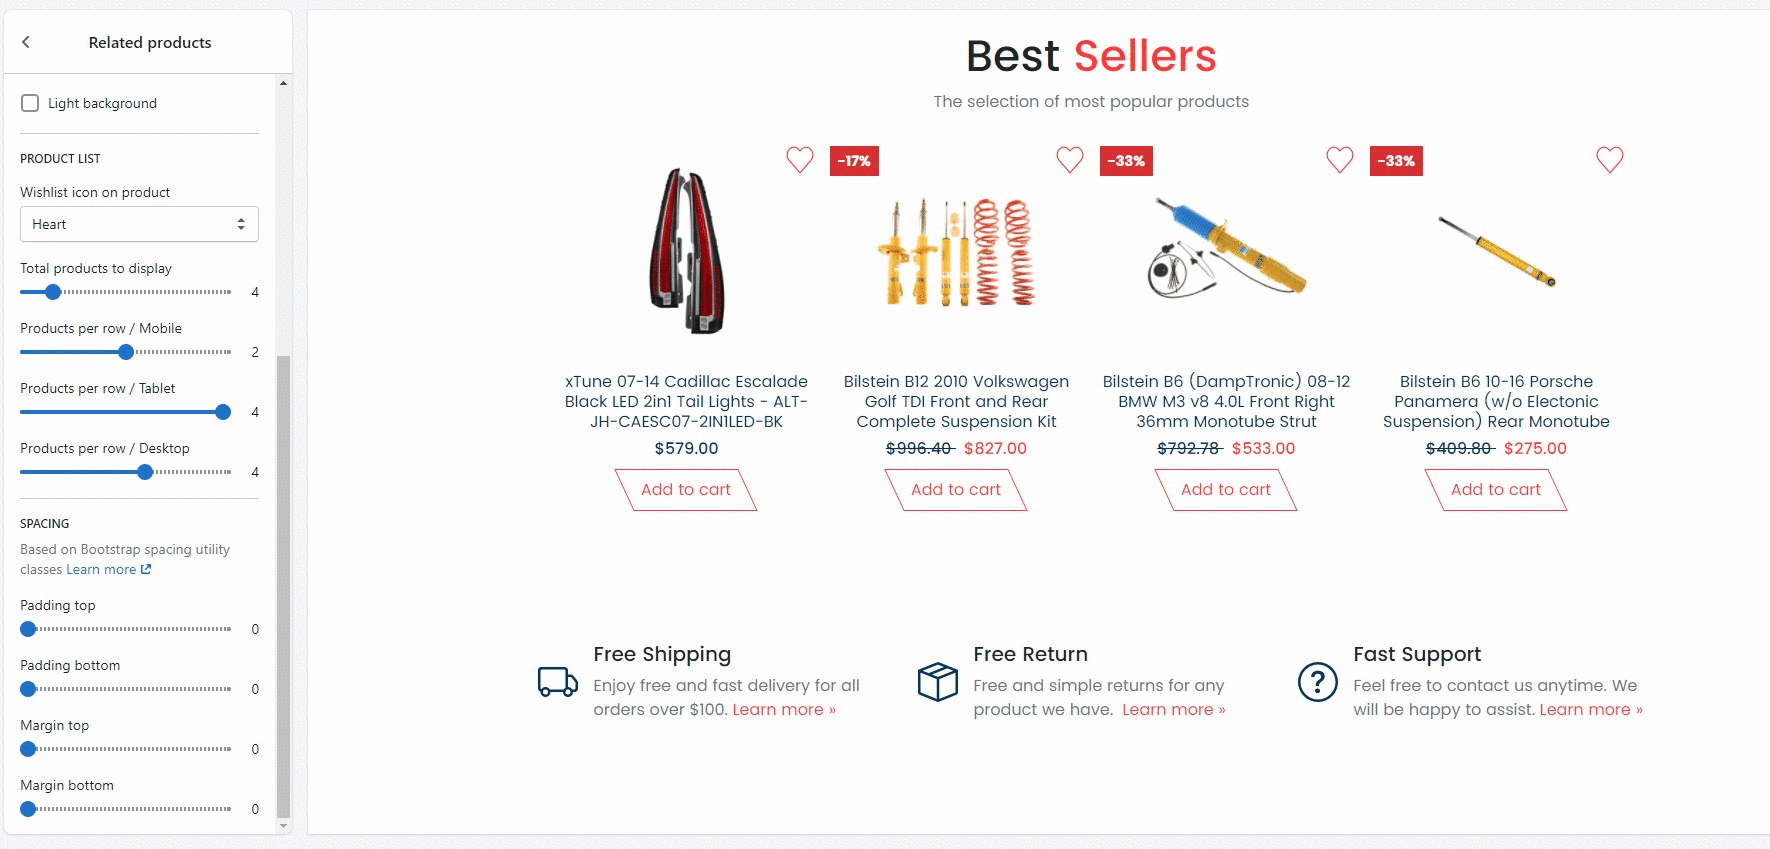 Related products
Light background
PRODUCT LIST
Wishlist icon on product
Heart
Total products to display
4
Products per row / Mobile
2
Products per row / Tablet
4
Products per row / Desktop
4
SPACING
Based on Bootstrap spacing utility
classes Learn more
Padding top
0
Padding bottom
0
Margin top
0
Margin bottom
0
Best Sellers
The selection of most popular products
xTune 07-14 Cadillac Escalade
Black LED 2in1 Tail Lights - ALT-
JH-CAESC07-2IN1LED-BK
$579.00
Add to cart
-17%
Bilstein B12 2010 Volkswagen
Golf TDI Front and Rear
Complete Suspension Kit
$996.40 $827.00
Add to cart
-33%
Bilstein B6 (DampTronic) 08-12
BMW M3 v8 4.0L Front Right
36mm Monotube Strut
$792.78 $533.00
Add to cart
-33%
Bilstein B6 10-16 Porsche
Panamera (w/o Electonic
Suspension) Rear Monotube
$409.80 $275.00
Add to cart
Free Shipping
Enjoy free and fast delivery for all
orders over $100. Learn more »
Free Return
Free and simple returns for any
product we have. Learn more »
Fast Support
Feel free to contact us anytime. We
will be happy to assist. Learn more »